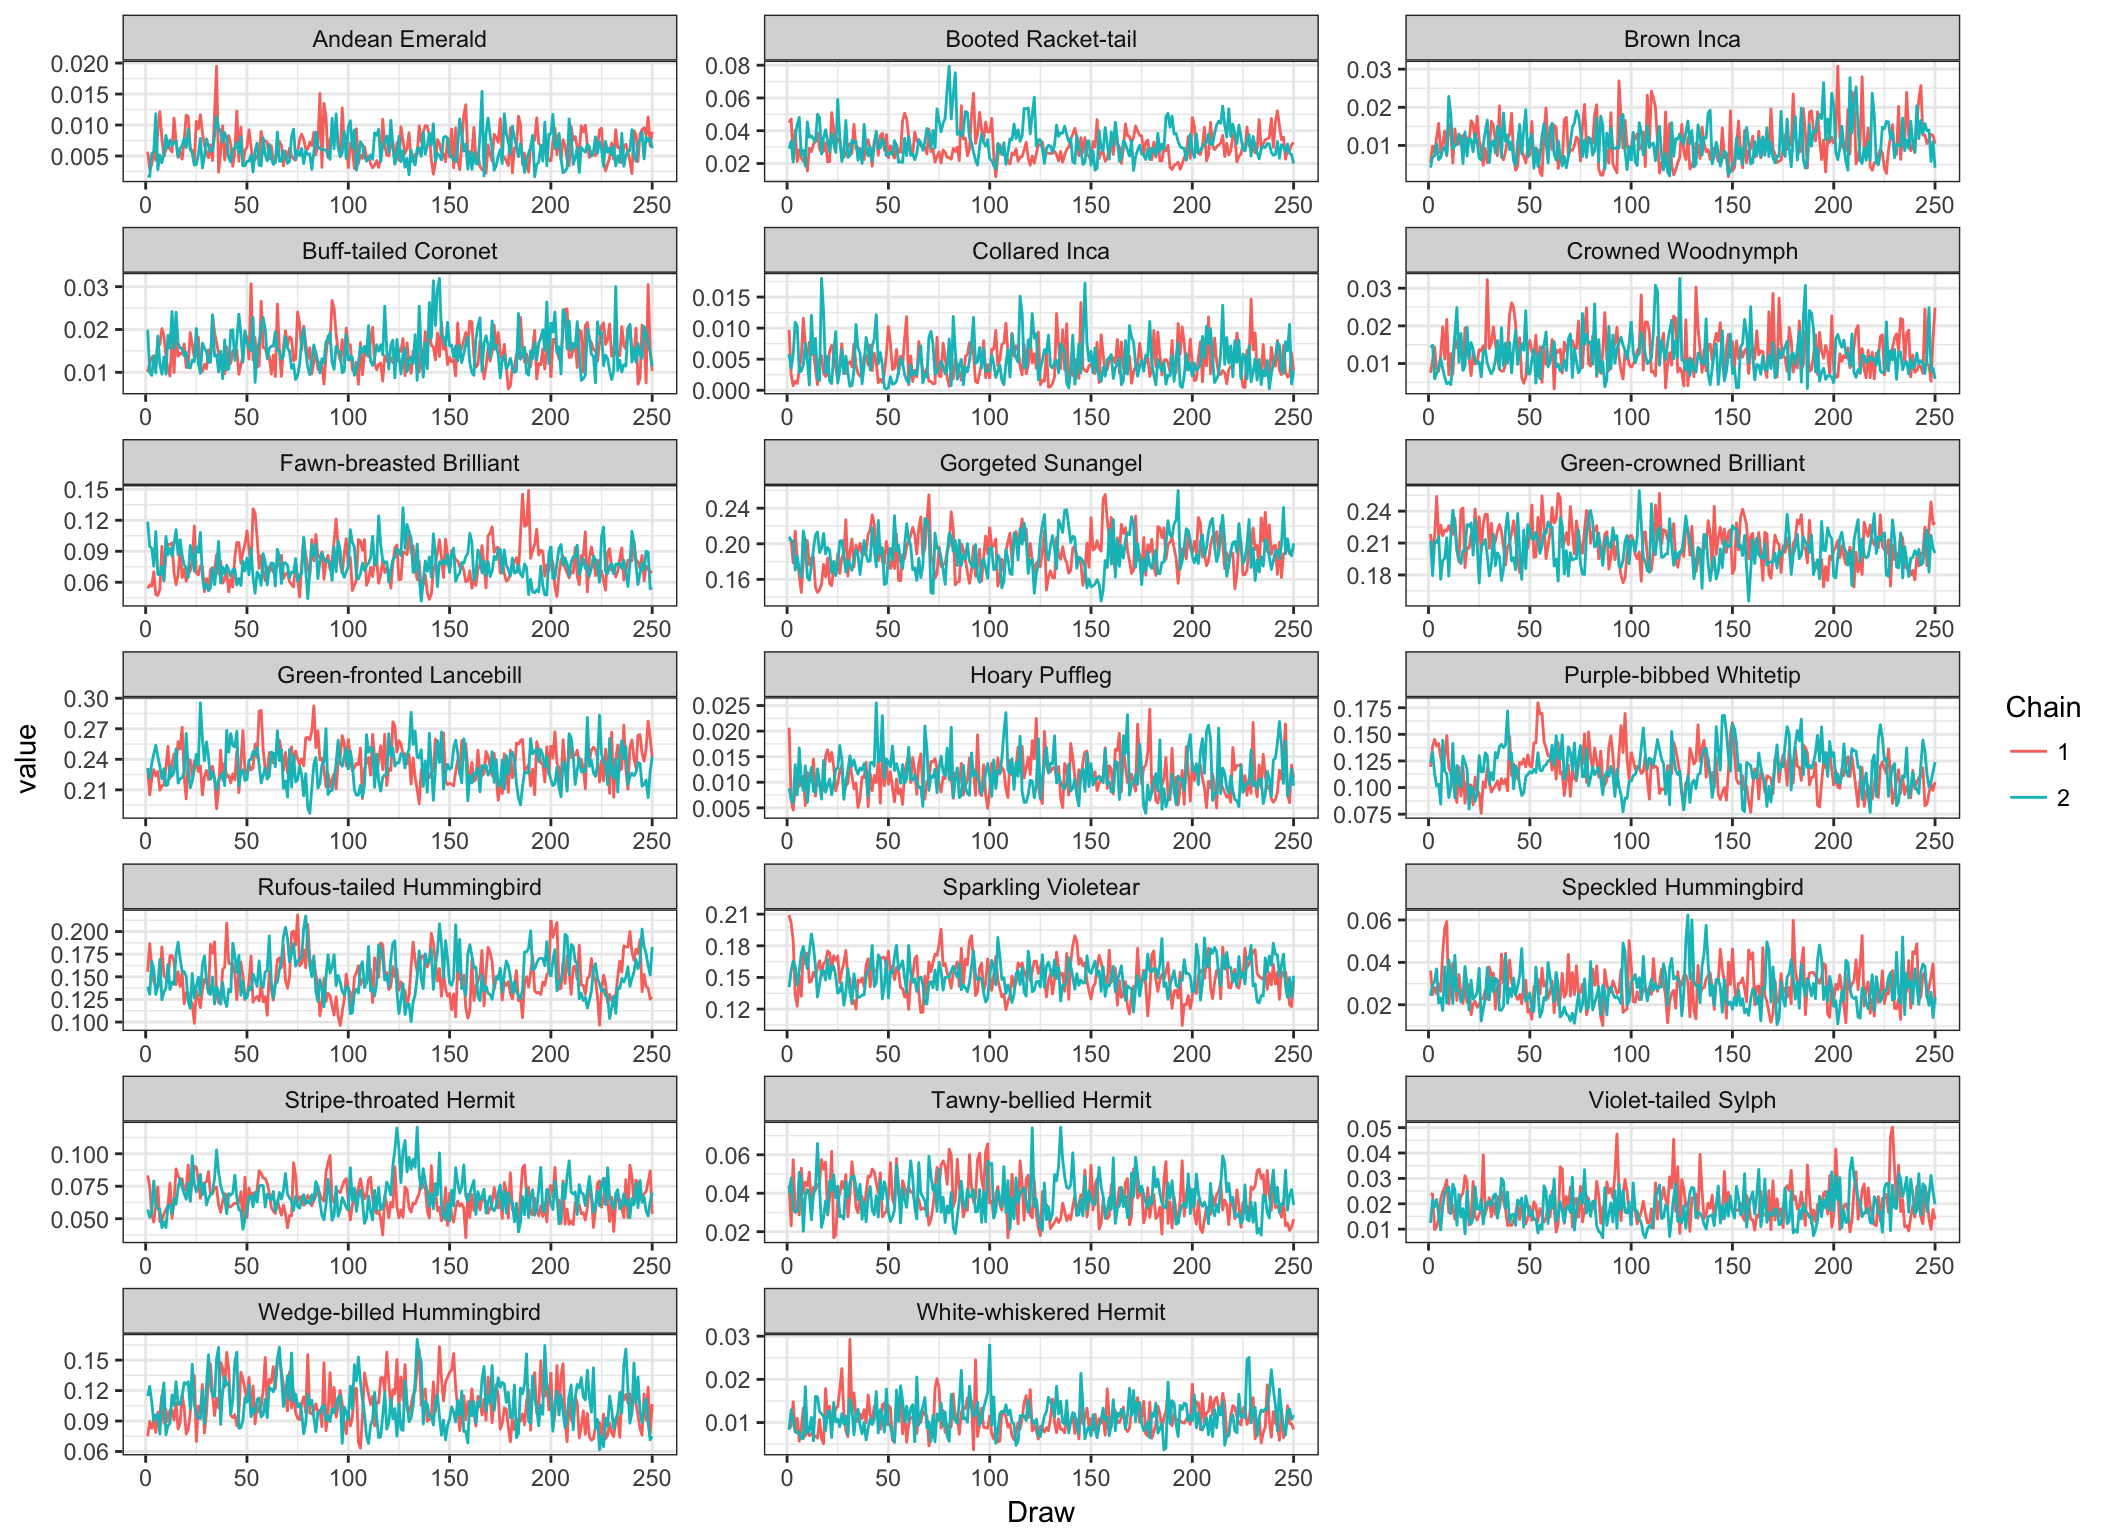 Andean Emerald
0.020
0.015
0.010
0.005
0 50 100 150 200 250
Booted Racket-tail
0.08
0.06
0.04
0.02
0 50 100 150 200 250
Brown Inca
0.03
0.02
0.01
0 50 100 150 200 250
Buff-tailed Coronet
0.03
0.02
0.01
0 50 100 150 200 250
Collared Inca
0.015
0.010
0.005
0.000
0 50 100 150 200 250
Crowned Woodnymph
0.03
0.02
0.01
0 50 100 150 200 250
Fawn-breasted Brilliant
0.15
0.12
0.09
0.06
0 50 100 150 200 250
Gorgeted Sunangel
0.24
0.20
0.16
0 50 100 150 200 250
Green-crowned Brilliant
0.24
0.21
0.18
0 50 100 150 200 250
Green-fronted Lancebill
0.30
0.27
0.24
0.21
0 50 100 150 200 250
Hoary Puffleg
0.025
0.020
0.015
0.010
0.005
0 50 100 150 200 250
Purple-bibbed Whitetip
0.175
0.150
0.125
0.100
0.075
0 50 100 150 200 250
Rufous-tailed Hummingbird
0.200
0.175
0.150
0.125
0.100
0 50 100 150 200 250
Sparkling Violetear
0.21
0.18
0.15
0.12
0 50 100 150 200 250
Speckled Hummingbird
0.06
0.04
0.02
0 50 100 150 200 250
Stripe-throated Hermit
0.100
0.075
0.050
0 50 100 150 200 250
Tawny-bellied Hermit
0.06
0.04
0.02
0 50 100 150 200 250
Violet-tailed Sylph
0.05
0.04
0.03
0.02
0.01
0 50 100 150 200 250
Wedge-billed Hummingbird
0.15
0.12
0.09
0.06
0 50 100 150 200 250
White-whiskered Hermit
0.03
0.02
0.01
0 50 100 150 200 250
value
Draw
Chain
1
2